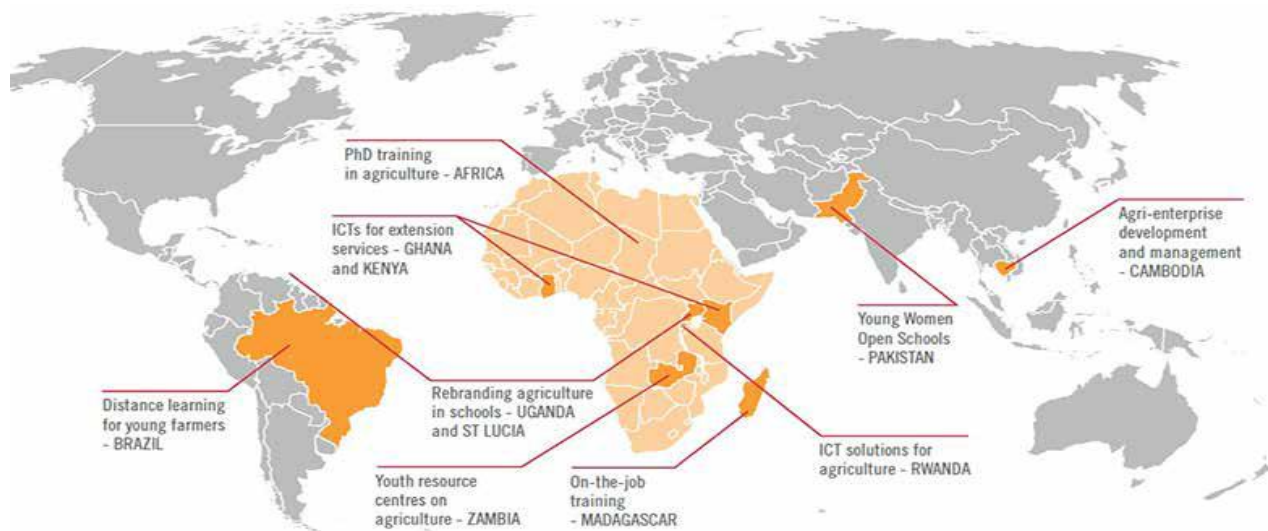 PhD training
in agriculture - AFRICA
ICTs for extension
services - GHANA
and KENYA
Agri-enterprise
development
and management
- CAMBODIA
Young Women
Open Schools
- PAKISTAN
Distance learning
for young farmers
- BRAZIL
Rebranding agriculture
in schools - UGANDA
and ST LUCIA
ICT solutions for
agriculture - RWANDA
Youth resource
centres on
agriculture - ZAMBIA
On-the-job
training
- MADAGASCAR